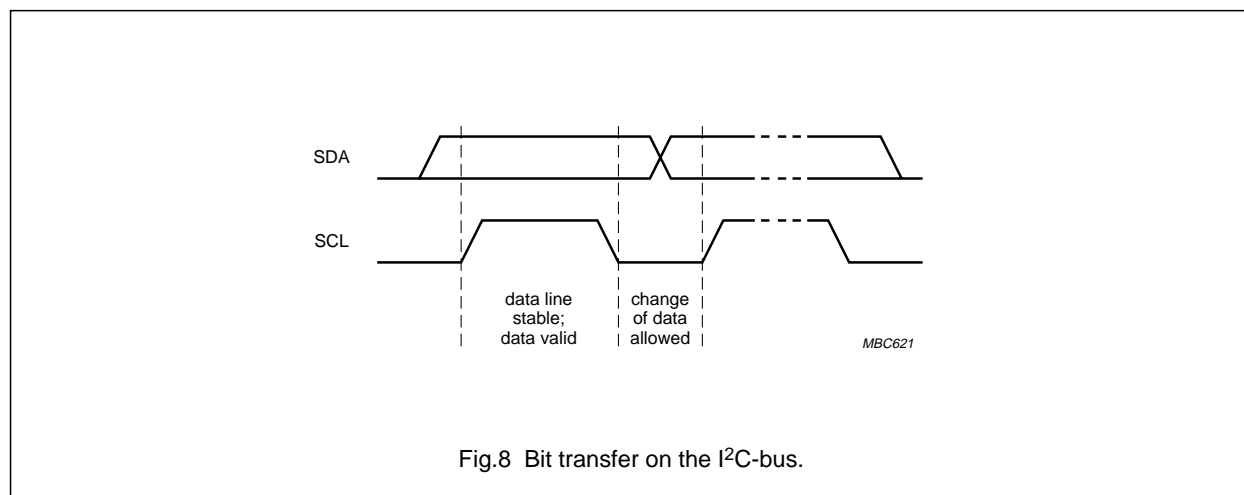 SDA
SCL
data line
stable;
data valid
change
of data
allowed
MBC621
Fig.8 Bit transfer on the I²C-bus.